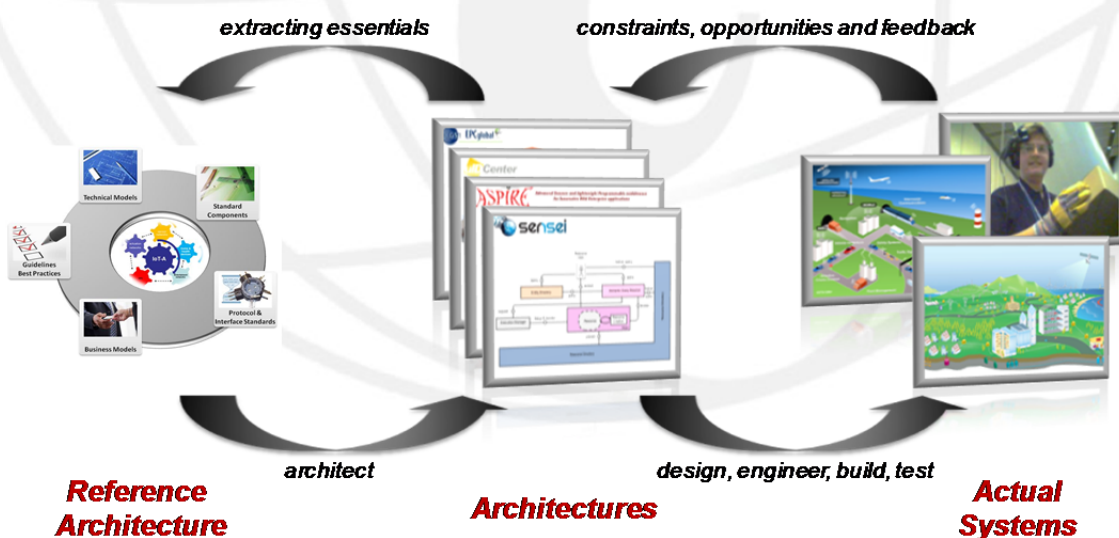 extracting essentials
constraints, opportunities and feedback
EPCglobal
Center
Technical Models
Standard
Components
ASPIRE
sensei
Guidelines
Best Practices
IoT-A
Protocol &
Interface Standards
Business Models
architect
design, engineer, build, test
Reference
Architecture
Architectures
Actual
Systems